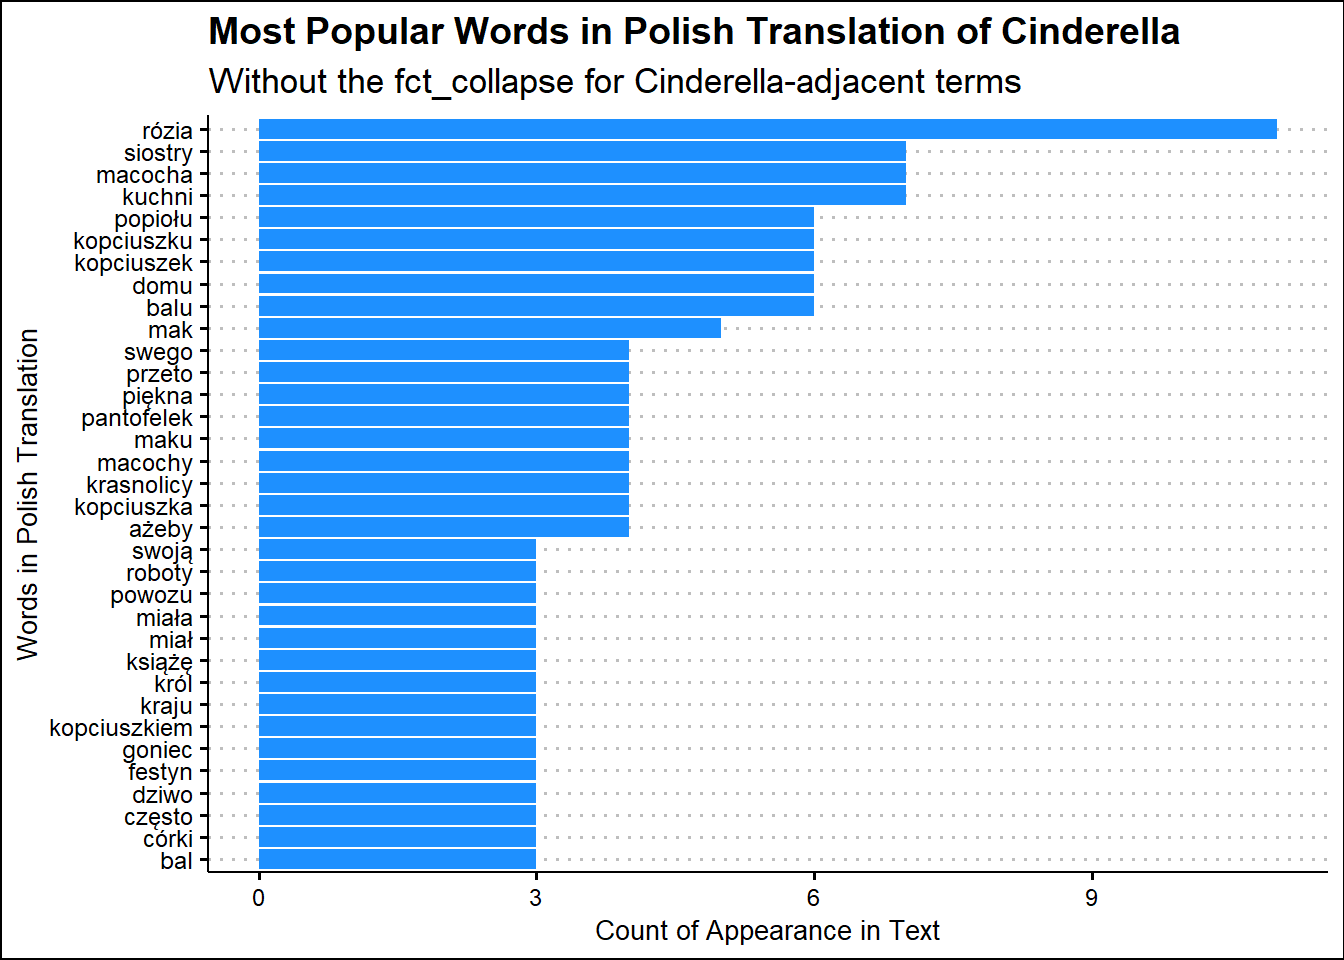 Most Popular Words in Polish Translation of Cinderella
Without the fct_collapse for Cinderella-adjacent terms
Words in Polish Translation
rózia
siostry
macocha
kuchni
popiołu
kopciuszku
kopciuszek
domu
balu
mak
swego
przeto
piękna
pantofelek
maku
macochy
krasnolicy
kopciuszka
ażeby
swoją
roboty
powozu
miała
miał
książę
król
kraju
kopciuszkiem
goniec
festyn
dziwo
często
córki
bal
0 3 6 9
Count of Appearance in Text